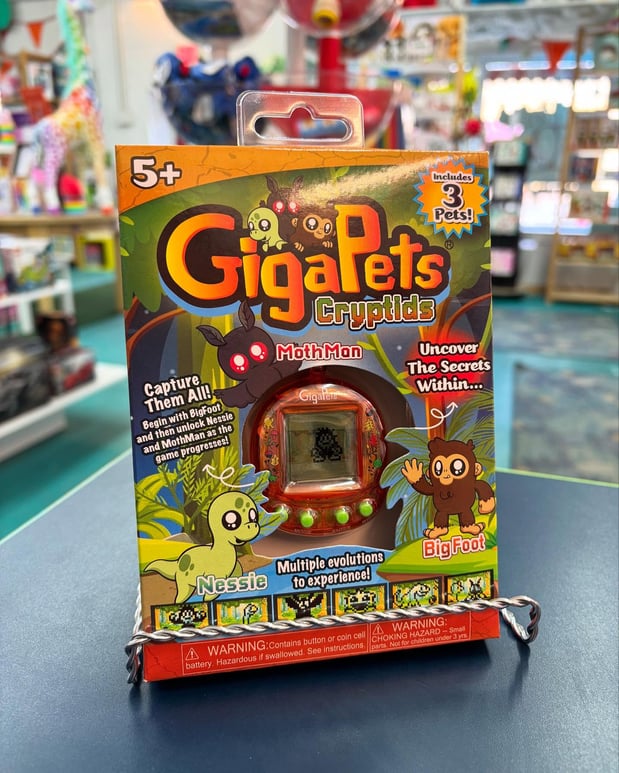 5+
Includes
3
Pets!
GigaPets®
Cryptids
MothMan
Uncover
The Secrets
Within...
Capture
Them All!
Begin with BigFoot
and then unlock Nessie
and MothMan as the
game progresses!
GigaPets
BigFoot
Nessie
Multiple evolutions
to experience!
WARNING: Contains button or coin cell
battery. Hazardous if swallowed. See instructions.
WARNING:
CHOKING HAZARD – Small
parts. Not for children under 3 yrs.